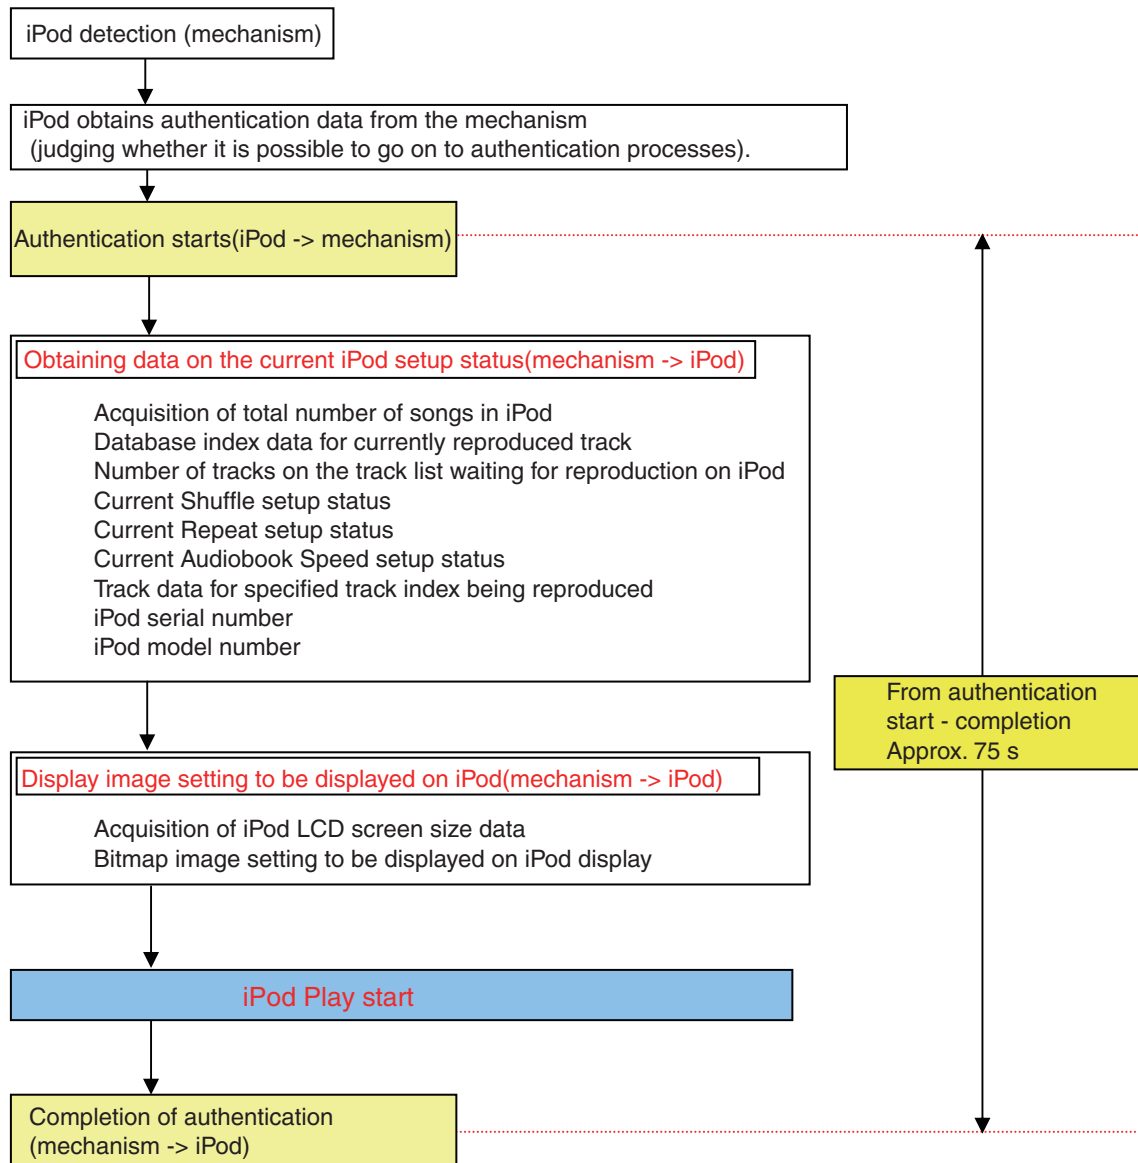 iPod detection (mechanism)
iPod obtains authentication data from the mechanism
(judging whether it is possible to go on to authentication processes).
Authentication starts(iPod -> mechanism)
Obtaining data on the current iPod setup status(mechanism -> iPod)
Acquisition of total number of songs in iPod
Database index data for currently reproduced track
Number of tracks on the track list waiting for reproduction on iPod
Current Shuffle setup status
Current Repeat setup status
Current Audiobook Speed setup status
Track data for specified track index being reproduced
iPod serial number
iPod model number
From authentication
start - completion
Approx. 75 s
Display image setting to be displayed on iPod(mechanism -> iPod)
Acquisition of iPod LCD screen size data
Bitmap image setting to be displayed on iPod display
iPod Play start
Completion of authentication
(mechanism -> iPod)